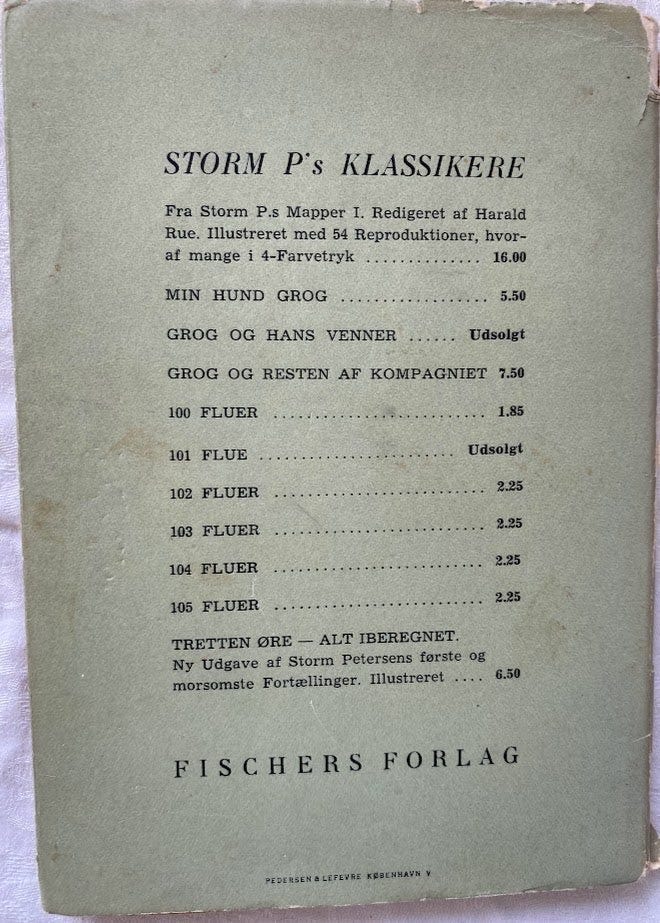 STORM P's KLASSIKERE
Fra Storm P.s Mapper I. Redigeret af Harald
Rue. Illustreret med 54 Reproduktioner, hvor-
af mange i 4-Farvetryk .............. 16.00
MIN HUND GROG .................. 5.50
GROG OG HANS VENNER ...... Udsolgt
GROG OG RESTEN AF KOMPAGNIET 7.50
100 FLUER .......................... 1.85
101 FLUE ........................ Udsolgt
102 FLUER .......................... 2.25
103 FLUER .......................... 2.25
104 FLUER .......................... 2.25
105 FLUER .......................... 2.25
TRETTEN ØRE — ALT IBEREGNET.
Ny Udgave af Storm Petersens første og
morsomste Fortællinger. Illustreret .... 6.50
FISCHERS FORLAG
PEDERSEN & LEFEVRE KØBENHAVN V